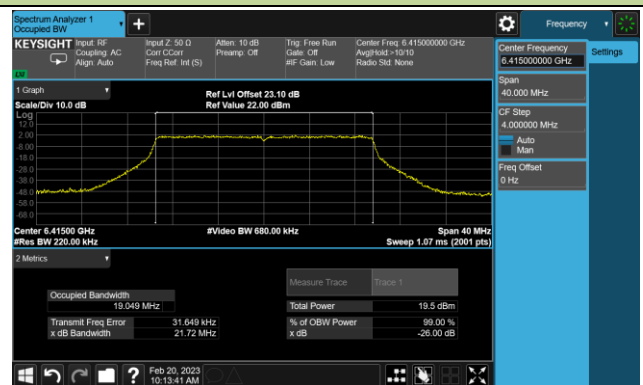 Spectrum Analyzer 1
Occupied BW
Frequency
KEYSIGHT
Input: RF
Coupling: AC
Align: Auto
Input Z: 50 Ω
Corr CCorr
Freq Ref: Int (S)
Atten: 10 dB
Preamp: Off
Trig: Free Run
Gate: Off
#IF Gain: Low
Center Freq: 6.415000000 GHz
Avg|Hold:>10/10
Radio Std: None
Center Frequency
6.415000000 GHz
Settings
Span
40.000 MHz
CF Step
4.000000 MHz
Auto
Man
Freq Offset
0 Hz
1 Graph
Scale/Div 10.0 dB
Ref Lvl Offset 23.10 dB
Ref Value 22.00 dBm
Log
12.0
2.00
-8.00
-18.0
-28.0
-38.0
-48.0
-58.0
-68.0
Center 6.41500 GHz
#Res BW 220.00 kHz
#Video BW 680.00 kHz
Span 40 MHz
Sweep 1.07 ms (2001 pts)
2 Metrics
Measure Trace
Trace 1
Occupied Bandwidth
19.049 MHz
Total Power
19.5 dBm
Transmit Freq Error
31.649 kHz
% of OBW Power
99.00 %
x dB Bandwidth
21.72 MHz
x dB
-26.00 dB
?
Feb 20, 2023
10:13:41 AM